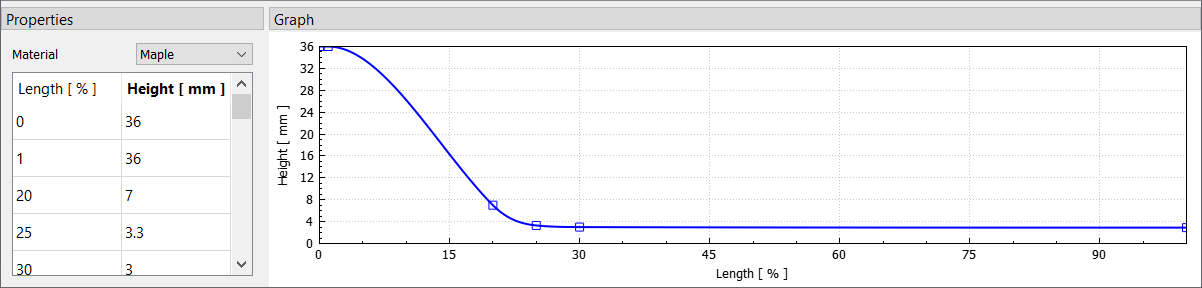 Properties
Material Maple
Length [ % ] Height [ mm ]
0 36
1 36
20 7
25 3.3
30 3
Graph
Height [ mm ]
36
32
28
24
20
16
12
8
4
0
0 15 30 45 60 75 90
Length [ % ]